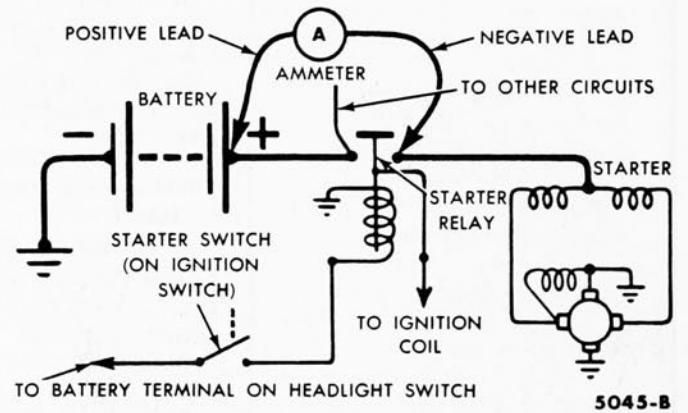 POSITIVE LEAD
A
NEGATIVE LEAD
AMMETER
TO OTHER CIRCUITS
BATTERY
- +
STARTER
STARTER
RELAY
STARTER SWITCH
(ON IGNITION
SWITCH)
TO IGNITION
COIL
TO BATTERY TERMINAL ON HEADLIGHT SWITCH
5045-B